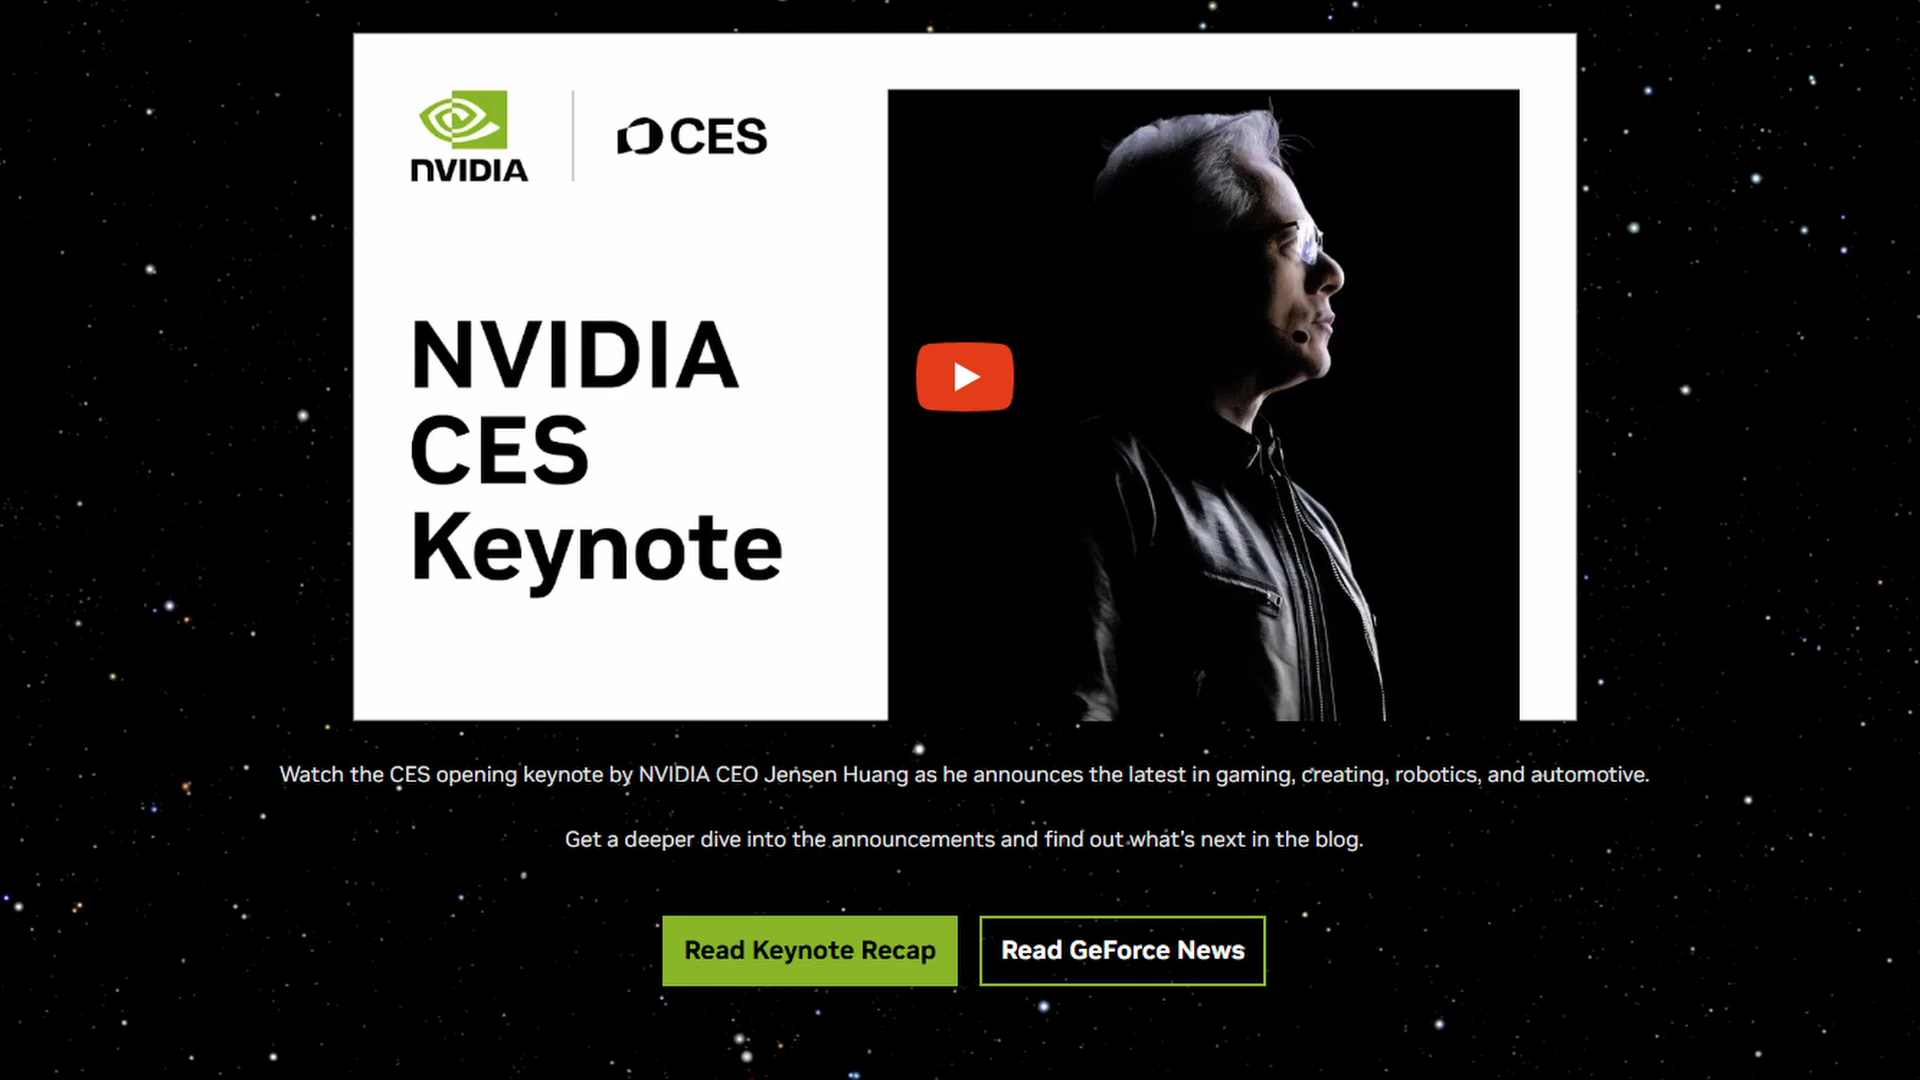 NVIDIA
CES
NVIDIA
CES
Keynote
Watch the CES opening keynote by NVIDIA CEO Jensen Huang as he announces the latest in gaming, creating, robotics, and automotive.
Get a deeper dive into the announcements and find out what’s next in the blog.
Read Keynote Recap
Read GeForce News